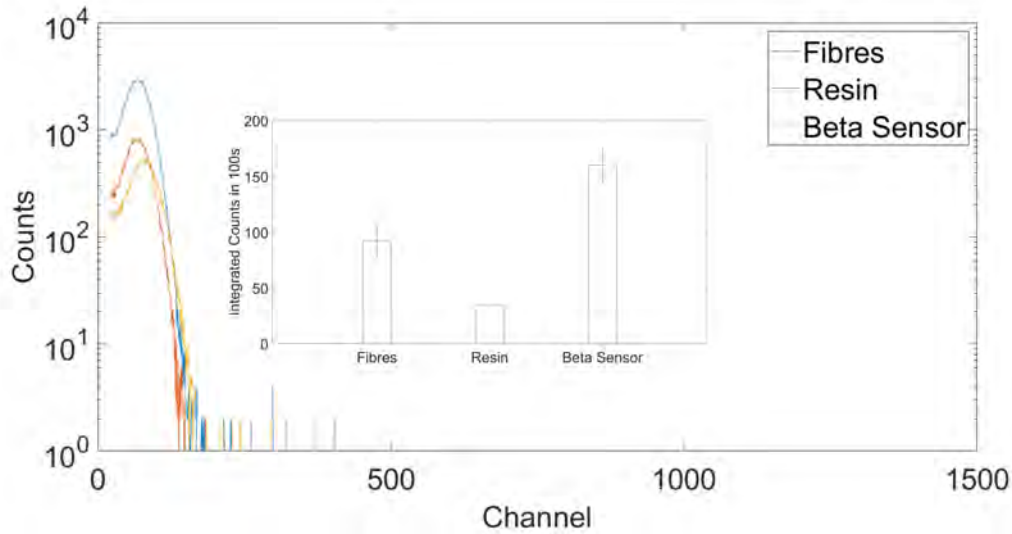 10^4
10^3
10^2
10^1
10^0
Counts
0
500
1000
1500
Channel
Fibres
Resin
Beta Sensor
200
150
100
50
0
integrated Counts in 100s
Fibres
Resin
Beta Sensor